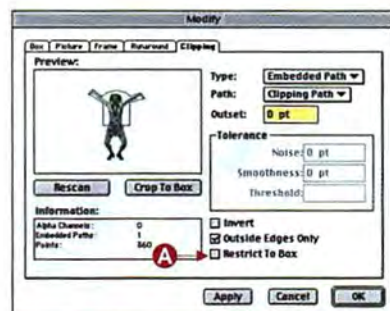 Modify
Box Picture Frame Runaround Clipping
Preview:
Type: Embedded Path
Path: Clipping Path
Outset: 0 pt
Tolerance
Noise: 0 pt
Smoothness: 0 pt
Threshold:
Rescan Crop To Box
Information:
Alpha Channels: 0
Embedded Paths: 1
Points: 360
Invert
Outside Edges Only
Restrict To Box
A
Apply Cancel OK